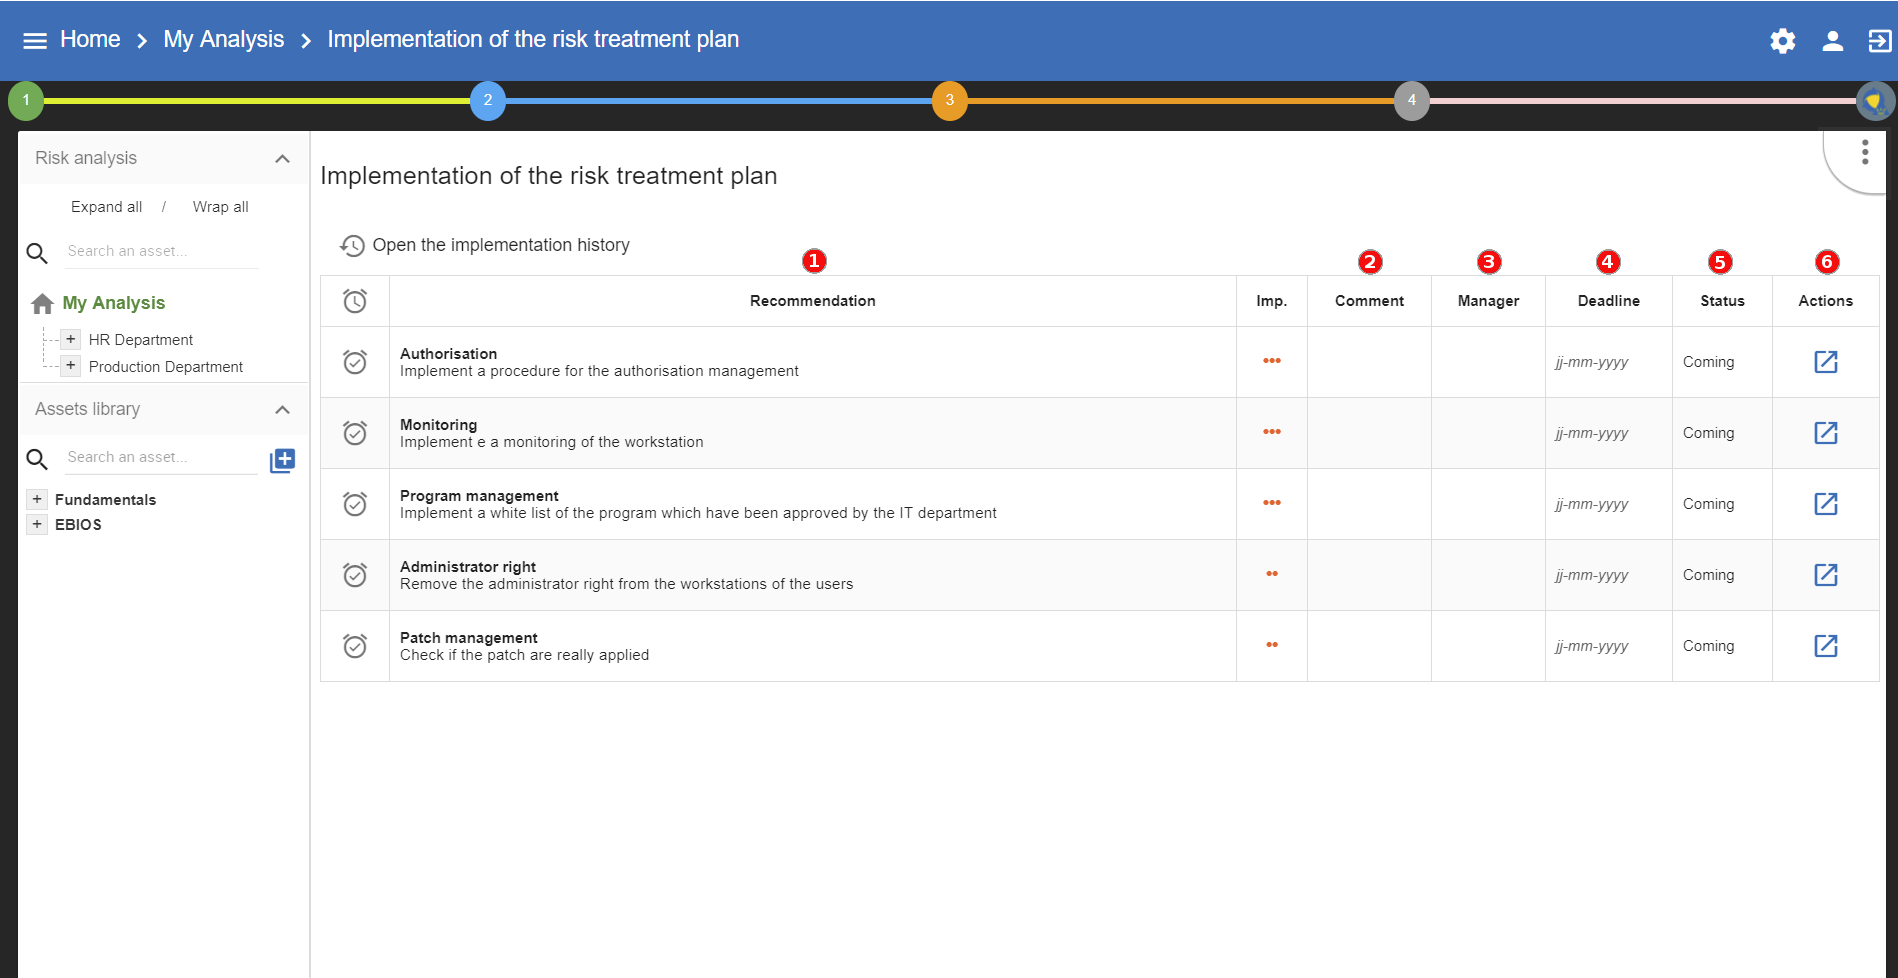 Home > My Analysis > Implementation of the risk treatment plan
1 2 3 4
Risk analysis
Expand all / Wrap all
Search an asset...
My Analysis
+ HR Department
+ Production Department
Assets library
Search an asset...
+ Fundamentals
+ EBIOS
Implementation of the risk treatment plan
Open the implementation history
1 2 3 4 5 6
Recommendation Imp. Comment Manager Deadline Status Actions
Authorisation
Implement a procedure for the authorisation management
••• jj-mm-yyyy Coming
Monitoring
Implement e a monitoring of the workstation
••• jj-mm-yyyy Coming
Program management
Implement a white list of the program which have been approved by the IT department
••• jj-mm-yyyy Coming
Administrator right
Remove the administrator right from the workstations of the users
•• jj-mm-yyyy Coming
Patch management
Check if the patch are really applied
•• jj-mm-yyyy Coming